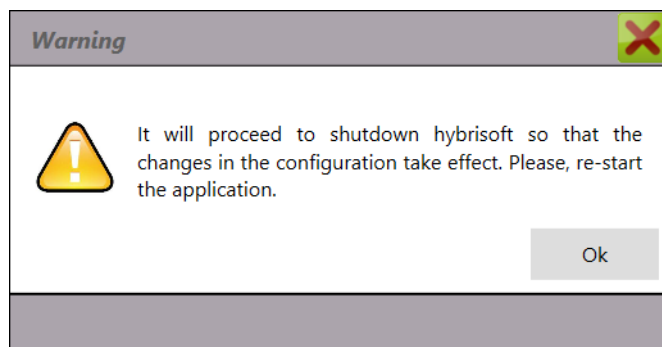 Warning
It will proceed to shutdown hybrisoft so that the
changes in the configuration take effect. Please, re-start
the application.
Ok